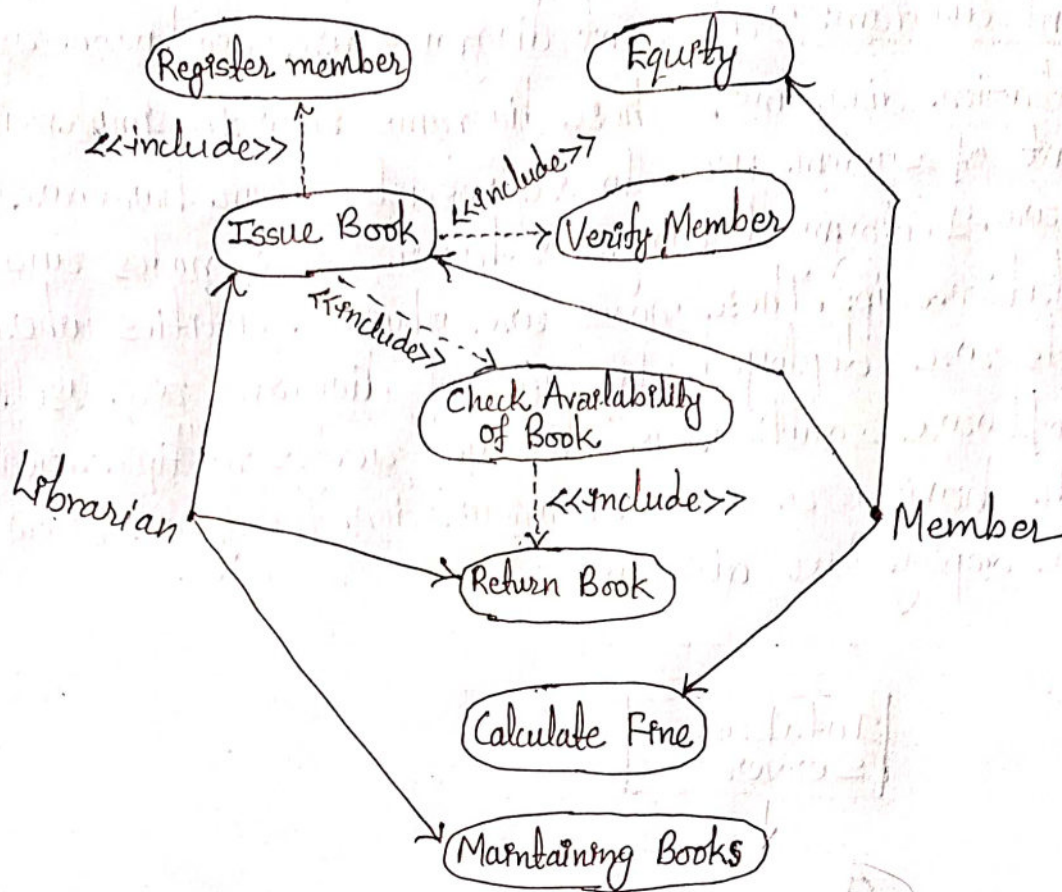 Register member
Equity
<<include>>
<<include>>
Issue Book
Verify Member
<<include>>
Check Availability
of Book
<<include>>
Librarian
Member
Return Book
Calculate Fine
Maintaining Books